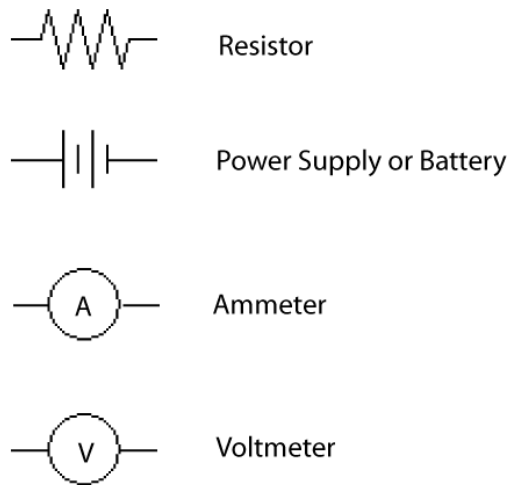 Resistor
Power Supply or Battery
A
Ammeter
V
Voltmeter